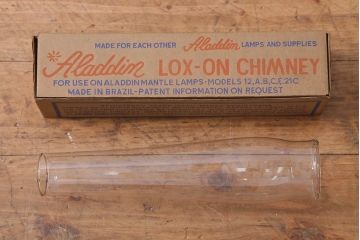 MADE FOR EACH OTHER Aladdin LAMPS AND SUPPLIES
Aladdin LOX-ON CHIMNEY
FOR USE ON ALADDIN MANTLE LAMPS-MODELS 12,A,B,C,E,21C
MADE IN BRAZIL-PATENT INFORMATION ON REQUEST